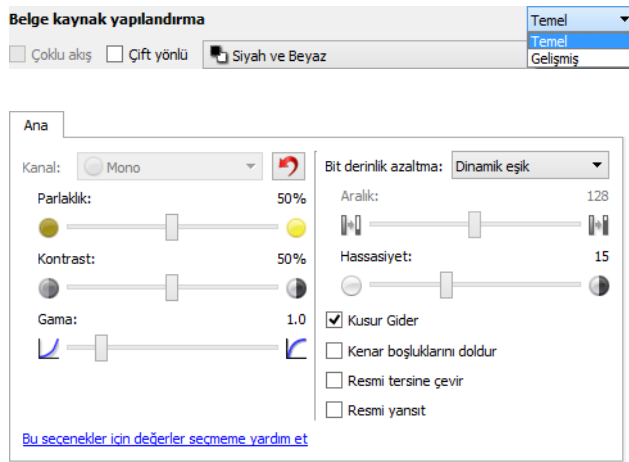 Belge kaynak yapılandırma
Temel
Temel
Gelişmiş
Çoklu akış
Çift yönlü
Siyah ve Beyaz
Ana
Kanal:
Mono
Parlaklık:
50%
Kontrast:
50%
Gama:
1.0
Bu seçenekler için değerler seçmeme yardım et
Bit derinlik azaltma:
Dinamik eşik
Aralık:
128
Hassasiyet:
15
Kusur Gider
Kenar boşluklarını doldur
Resmi tersine çevir
Resmi yansıt